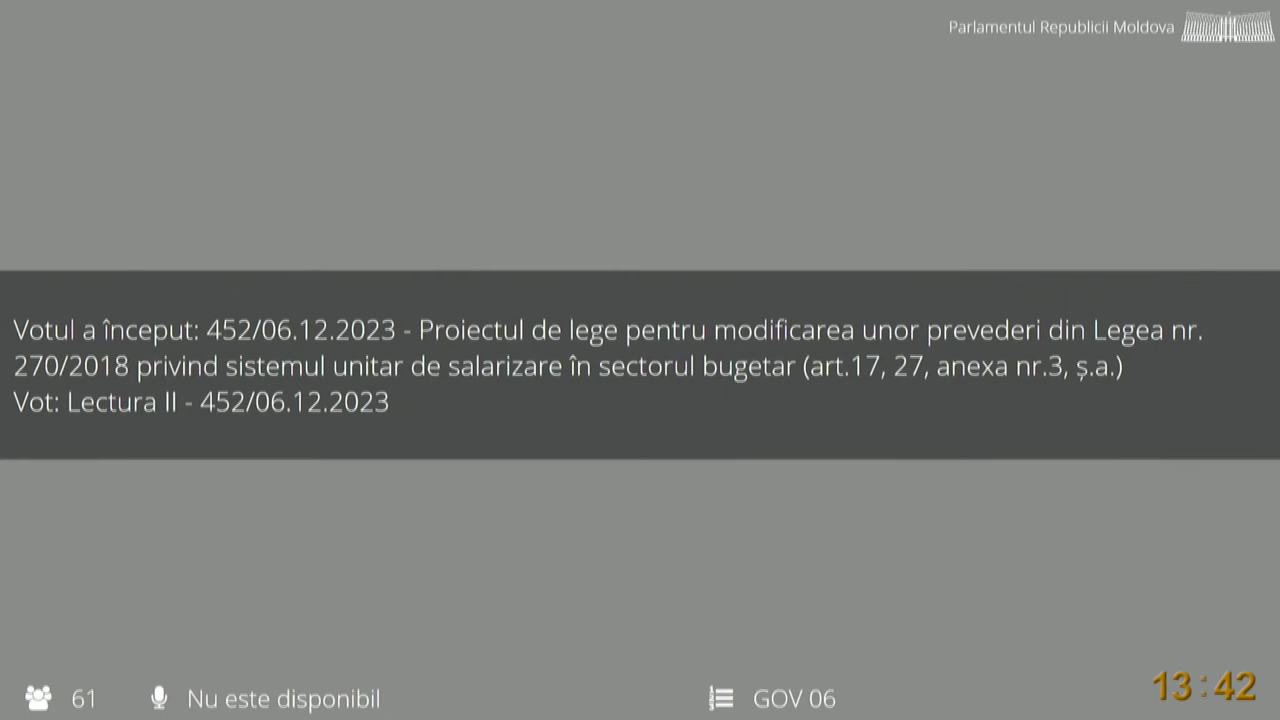 Parlamentul Republicii Moldova
Votul a început: 452/06.12.2023 - Proiectul de lege pentru modificarea unor prevederi din Legea nr.
270/2018 privind sistemul unitar de salarizare în sectorul bugetar (art.17, 27, anexa nr.3, ș.a.)
Vot: Lectura II - 452/06.12.2023
61 Nu este disponibil GOV 06
13:42